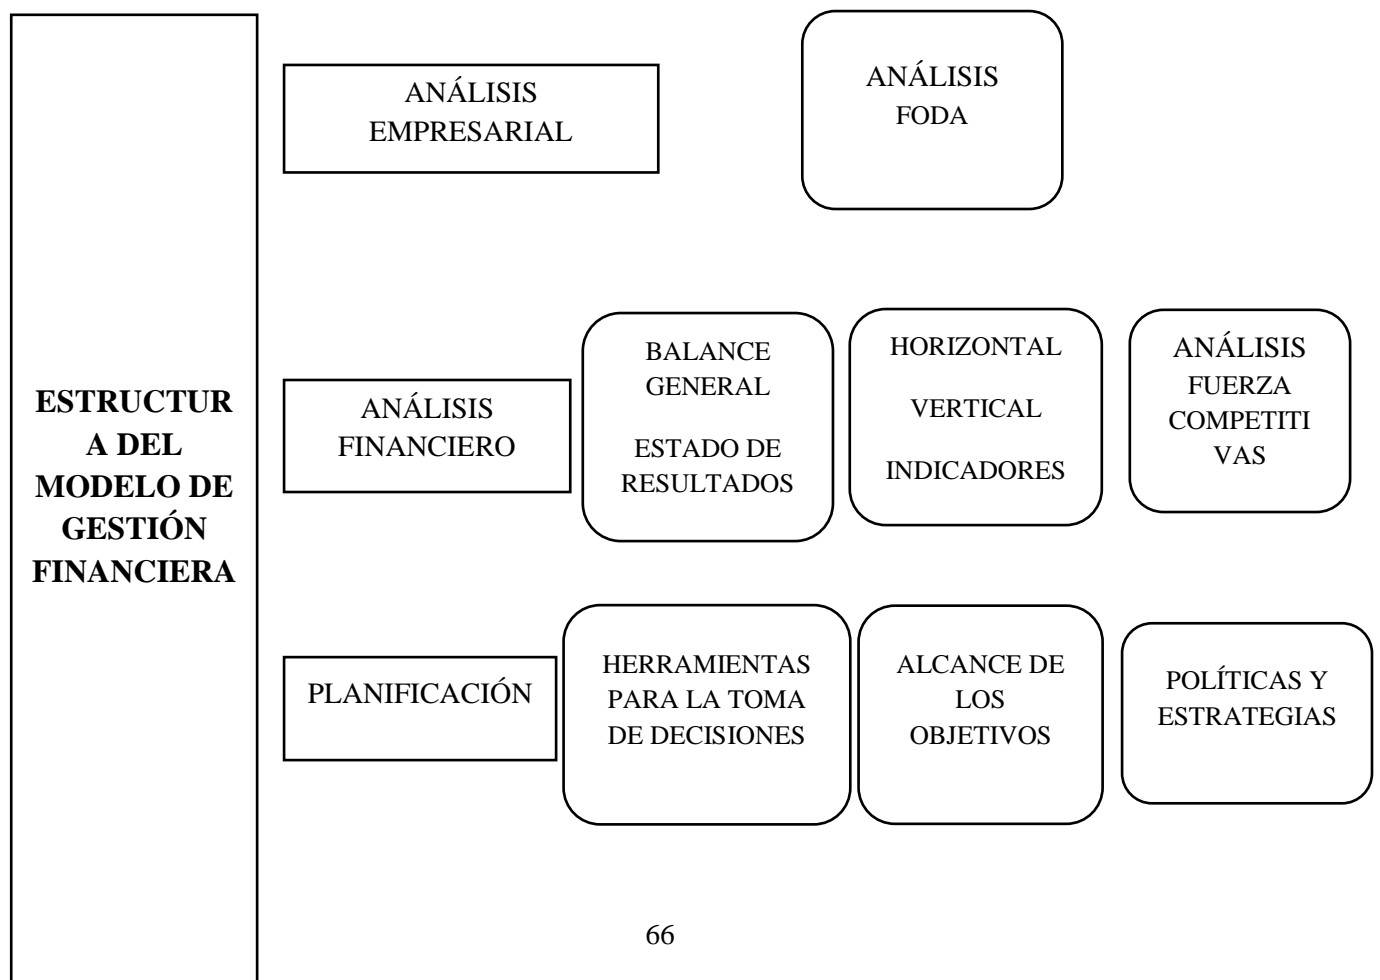 ESTRUCTUR
A DEL
MODELO DE
GESTIÓN
FINANCIERA
ANÁLISIS
EMPRESARIAL
ANÁLISIS
FODA
ANÁLISIS
FINANCIERO
BALANCE
GENERAL
ESTADO DE
RESULTADOS
HORIZONTAL
VERTICAL
INDICADORES
ANÁLISIS
FUERZA
COMPETITI
VAS
PLANIFICACIÓN
HERRAMIENTAS
PARA LA TOMA
DE DECISIONES
ALCANCE DE
LOS
OBJETIVOS
POLÍTICAS Y
ESTRATEGIAS
66